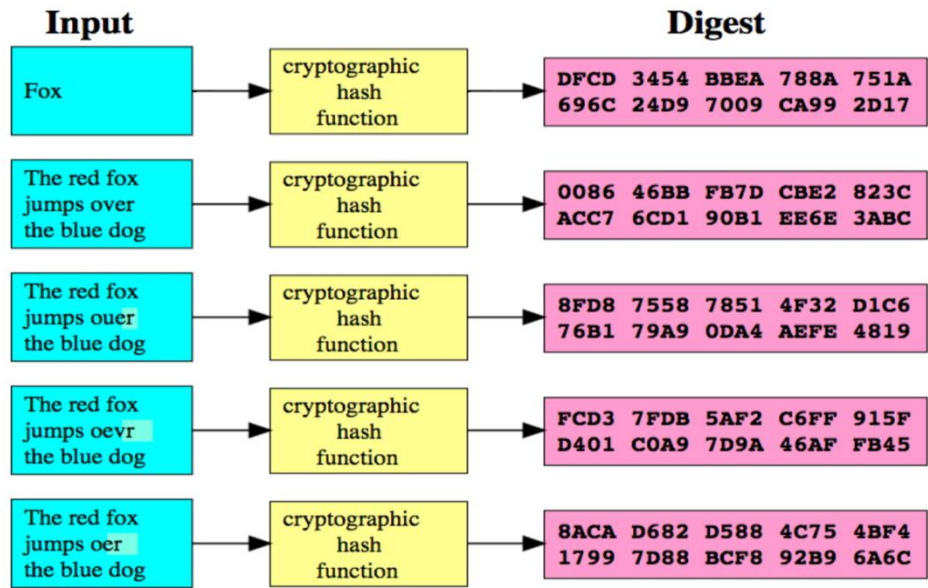 Input
Digest
Fox
cryptographic
hash
function
DFCD 3454 BBEA 788A 751A
696C 24D9 7009 CA99 2D17
The red fox
jumps over
the blue dog
cryptographic
hash
function
0086 46BB FB7D CBE2 823C
ACC7 6CD1 90B1 EE6E 3ABC
The red fox
jumps ouer
the blue dog
cryptographic
hash
function
8FD8 7558 7851 4F32 D1C6
76B1 79A9 0DA4 AEFE 4819
The red fox
jumps oevr
the blue dog
cryptographic
hash
function
FCD3 7FDB 5AF2 C6FF 915F
D401 C0A9 7D9A 46AF FB45
The red fox
jumps oer
the blue dog
cryptographic
hash
function
8ACA D682 D588 4C75 4BF4
1799 7D88 BCF8 92B9 6A6C